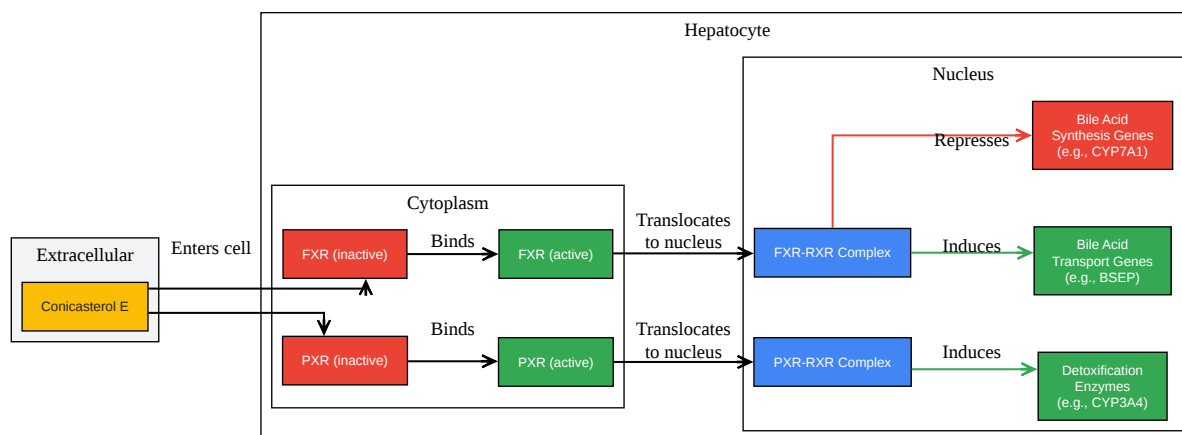 Hepatocyte
Nucleus
Bile Acid
Synthesis Genes
(e.g., CYP7A1)
Represses
Cytoplasm
Translocates
to nucleus
Extracellular
Enters cell
FXR (inactive)
Binds
FXR (active)
FXR-RXR Complex
Induces
Bile Acid
Transport Genes
(e.g., BSEP)
Conicasterol E
PXR (inactive)
Binds
PXR (active)
Translocates
to nucleus
PXR-RXR Complex
Induces
Detoxification
Enzymes
(e.g., CYP3A4)